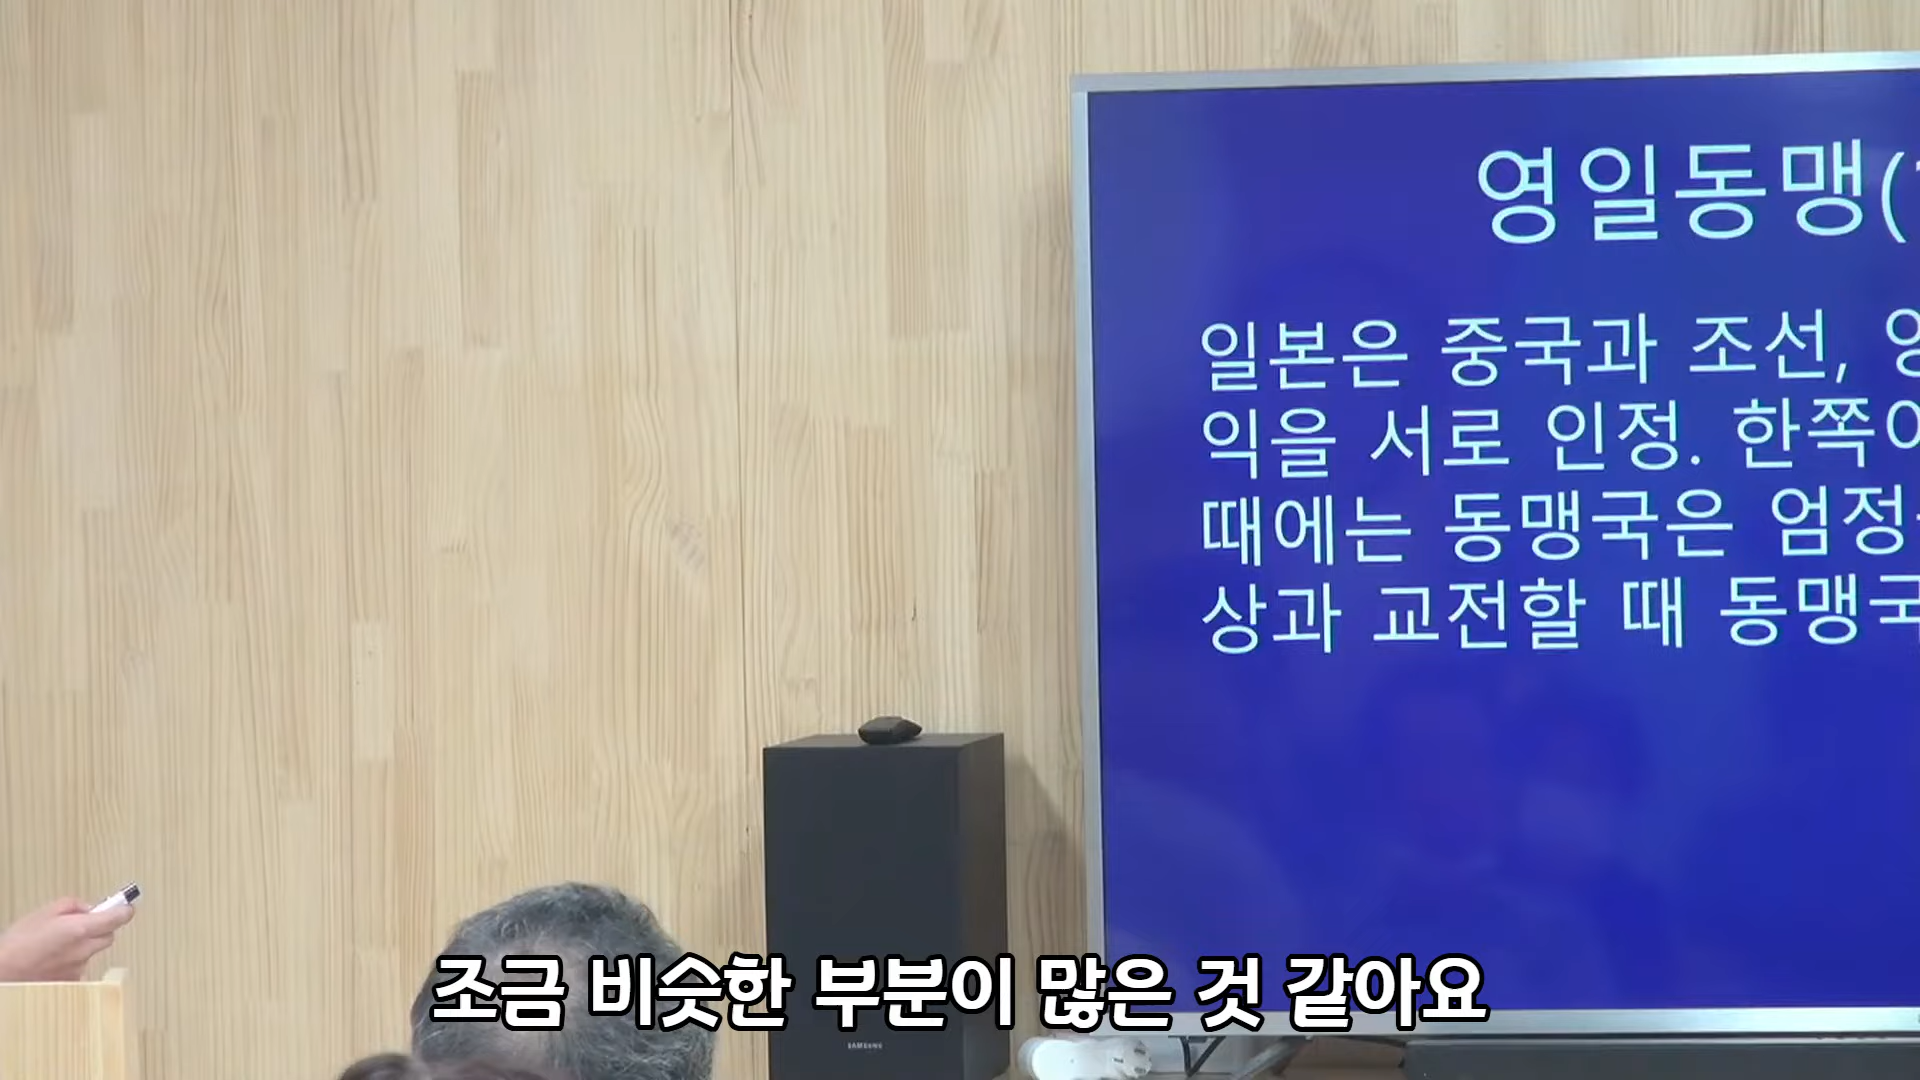 영일동맹(
일본은 중국과 조선,
익을 서로 인정. 한쪽이
때에는 동맹국은 엄정
상과 교전할 때 동맹국
조금 비슷한 부분이 많은 것 같아요
SAMSUNG